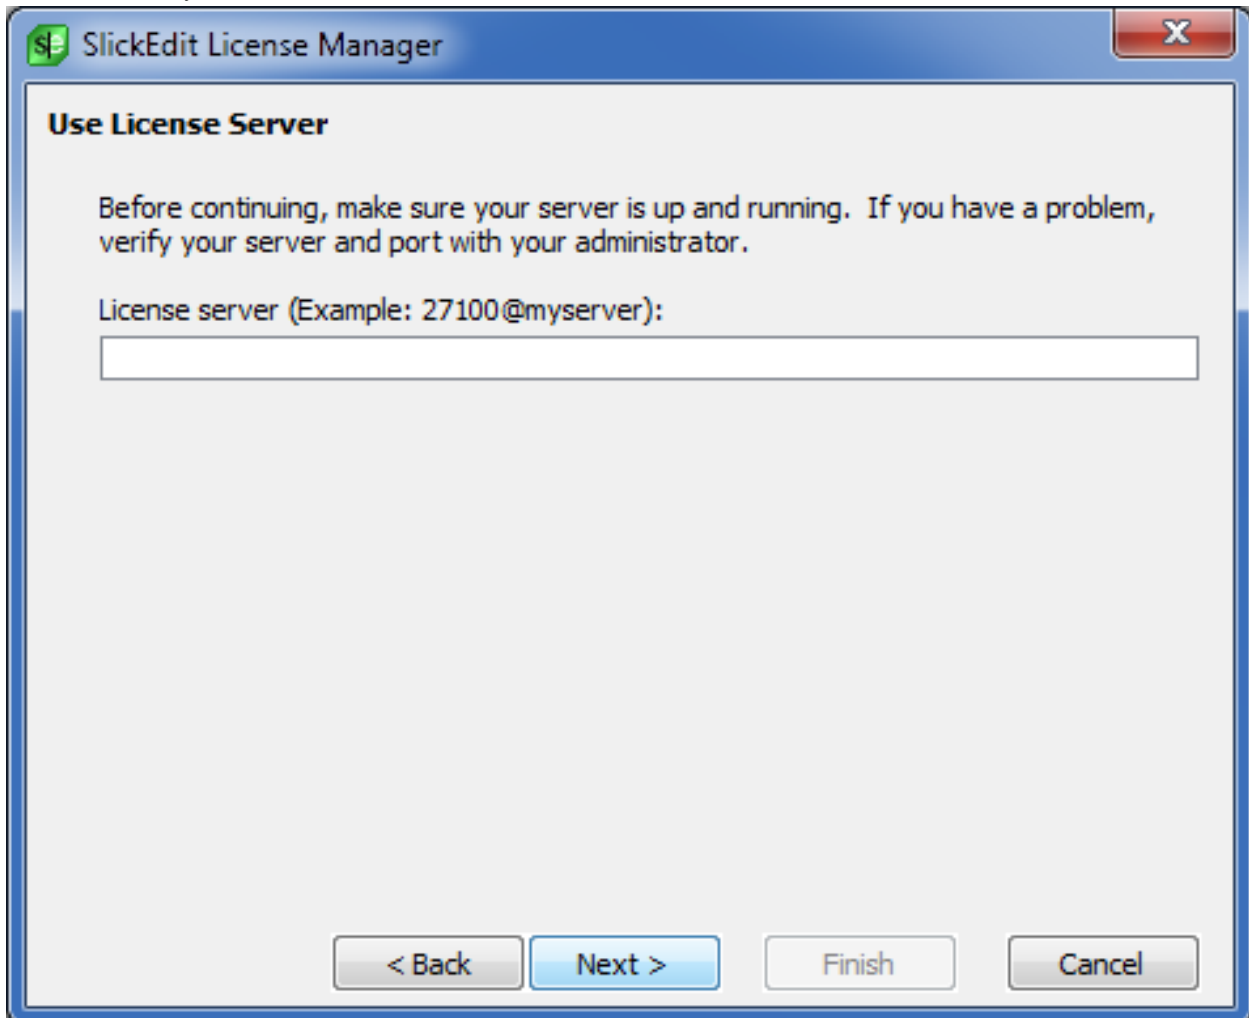 SlickEdit License Manager
Use License Server
Before continuing, make sure your server is up and running.  If you have a problem,
verify your server and port with your administrator.
License server (Example: 27100@myserver):
< Back
Next >
Finish
Cancel